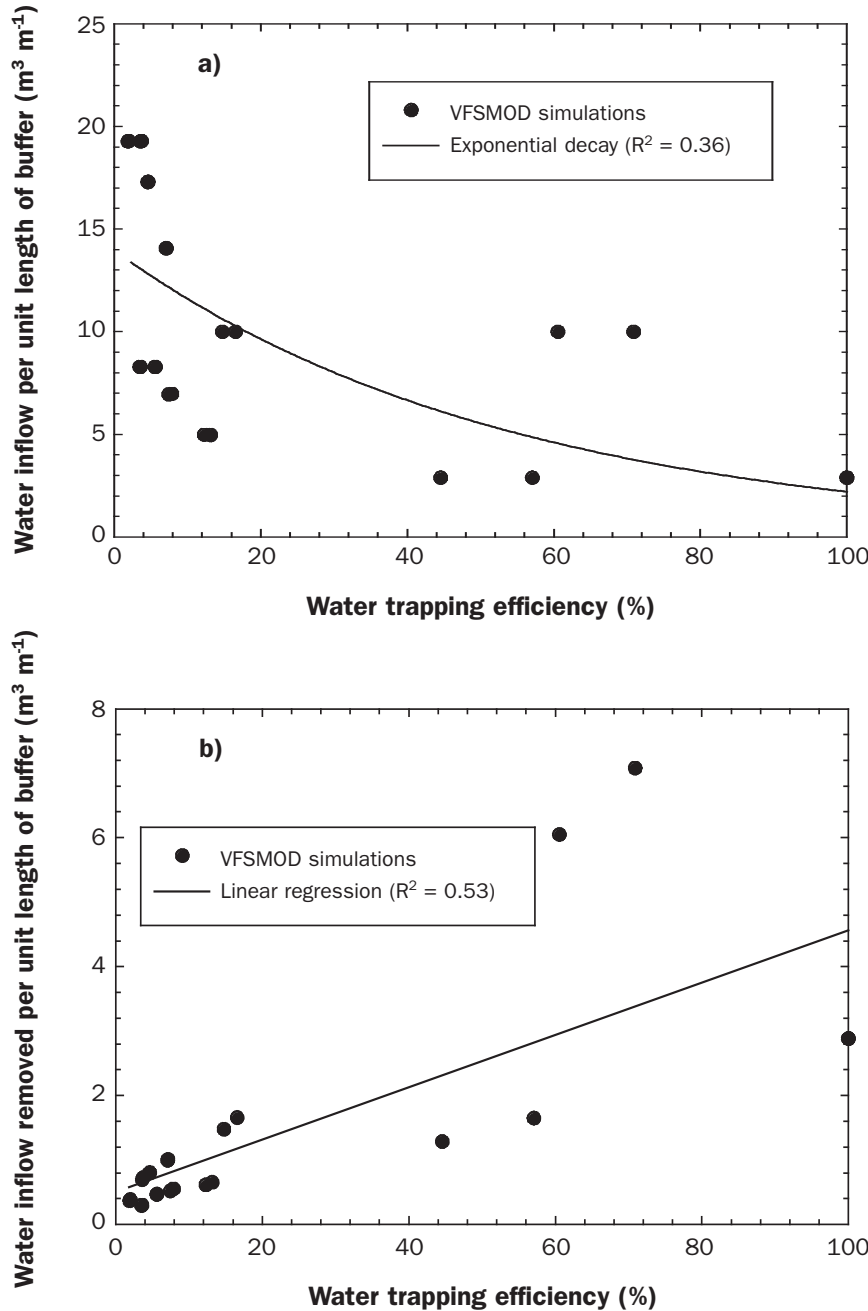 a)
VFSMOD simulations
Exponential decay (R² = 0.36)
Water inflow per unit length of buffer (m³ m⁻¹)
25
20
15
10
5
0
0 20 40 60 80 100
Water trapping efficiency (%)
b)
VFSMOD simulations
Linear regression (R² = 0.53)
Water inflow removed per unit length of buffer (m³ m⁻¹)
8
6
4
2
0
0 20 40 60 80 100
Water trapping efficiency (%)